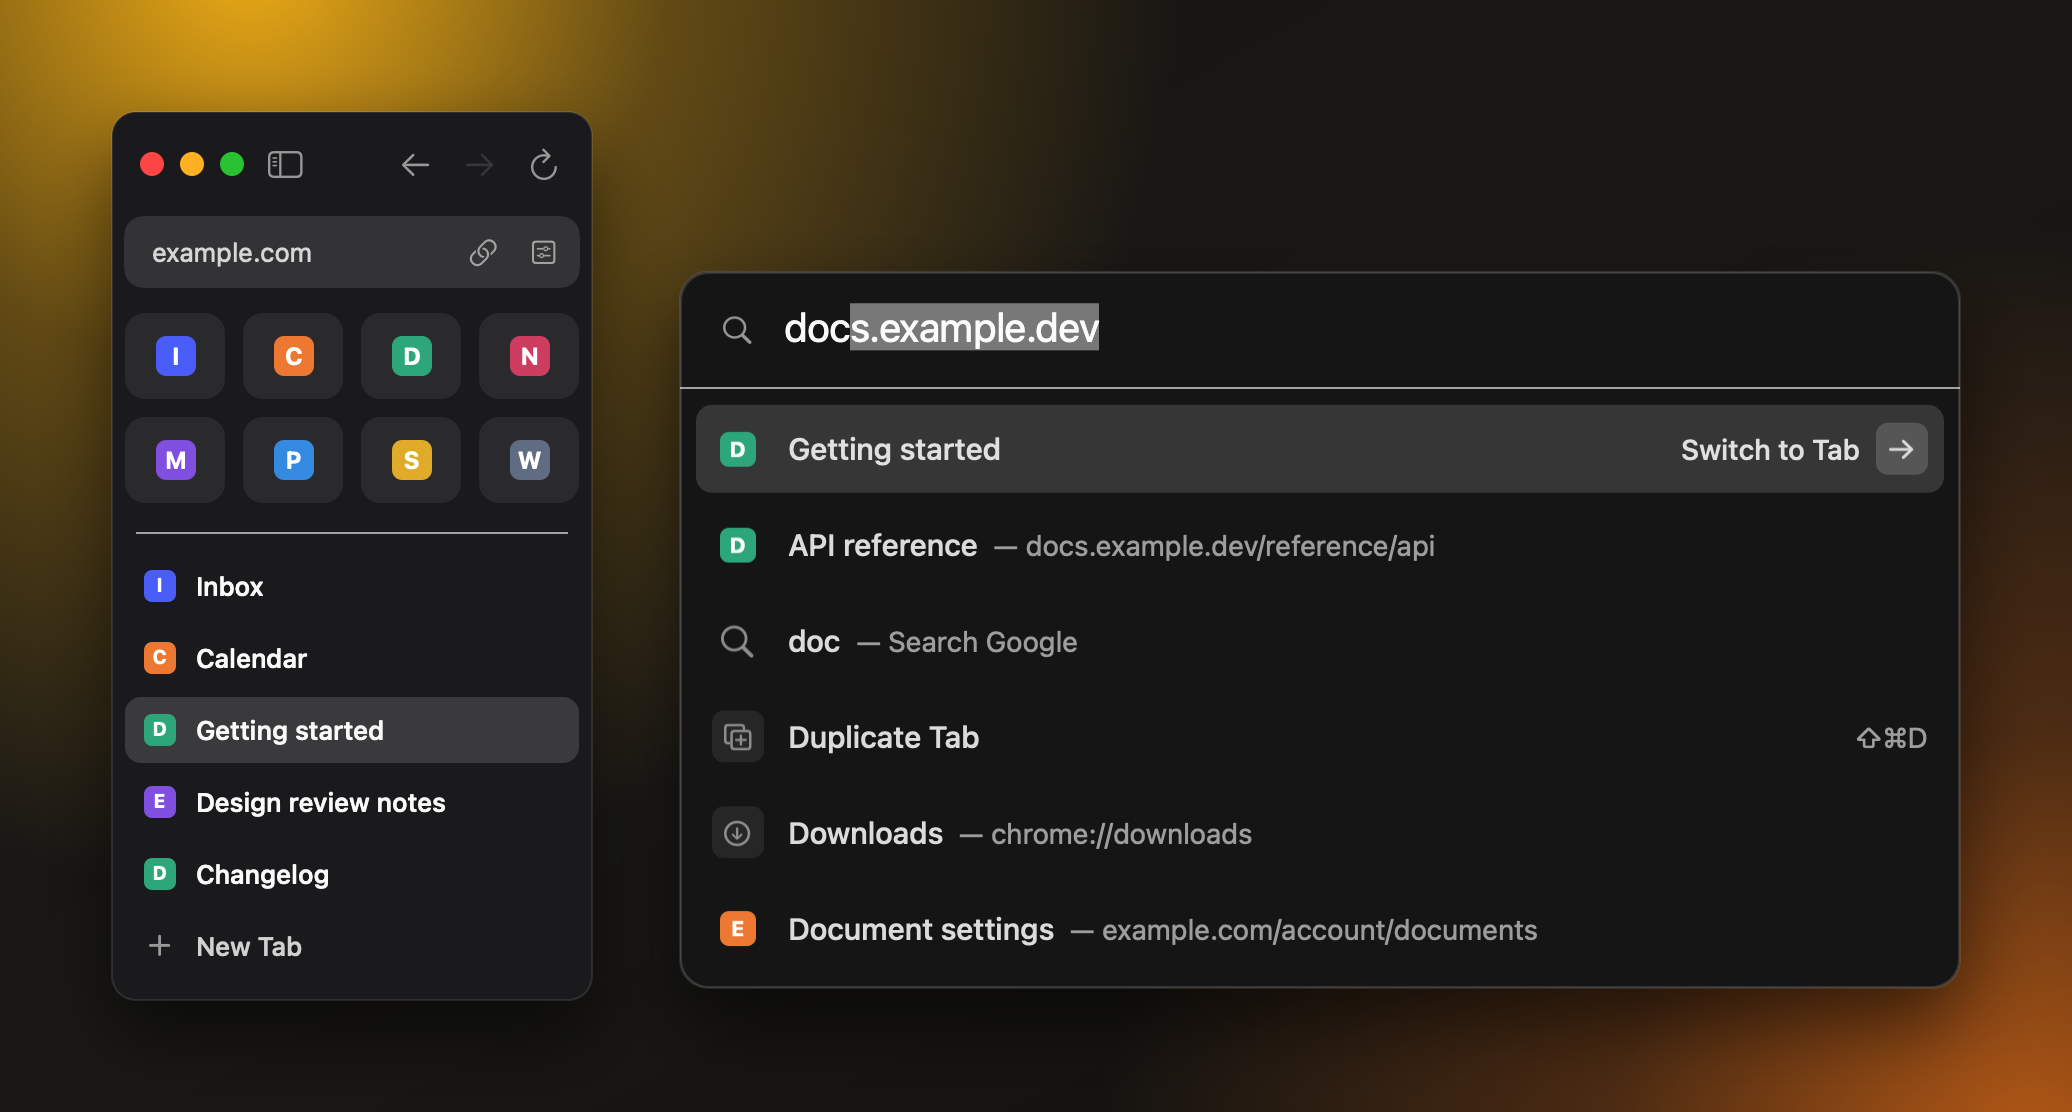 example.com
I C D N
M P S W
I Inbox
C Calendar
D Getting started
E Design review notes
D Changelog
New Tab
docs.example.dev
D Getting started Switch to Tab
D API reference — docs.example.dev/reference/api
doc — Search Google
Duplicate Tab ⇧⌘D
Downloads — chrome://downloads
E Document settings — example.com/account/documents